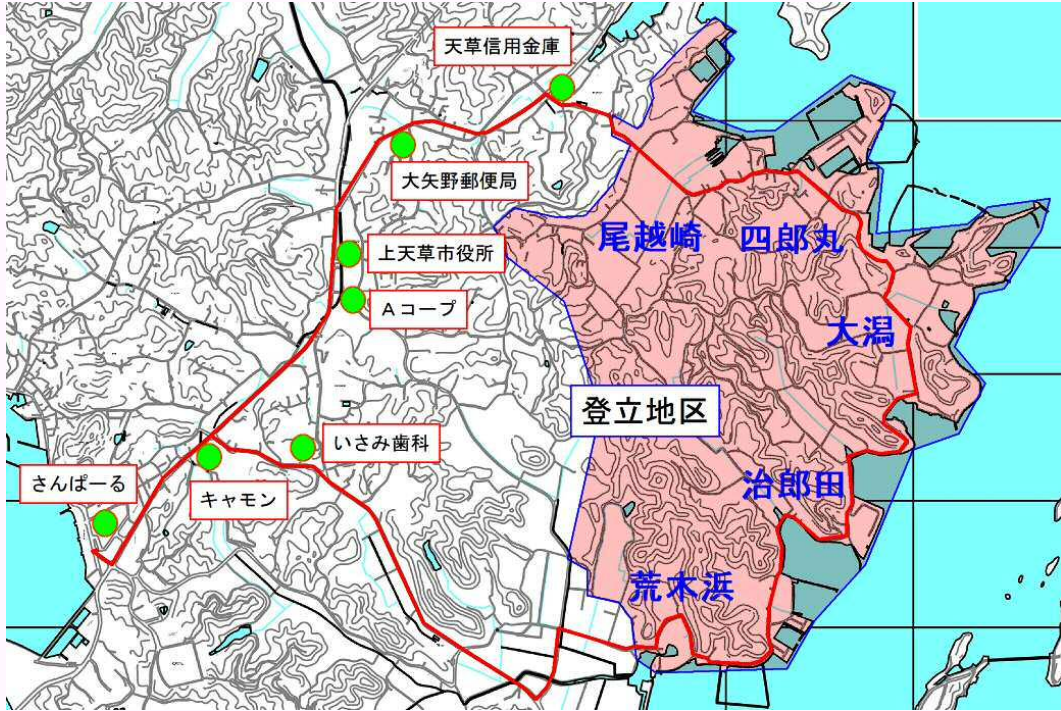 天草信用金庫
大矢野郵便局
尾越崎
四郎丸
上天草市役所
Aコープ
大潟
登立地区
いさみ歯科
さんぱーる
キャモン
治郎田
荒木浜